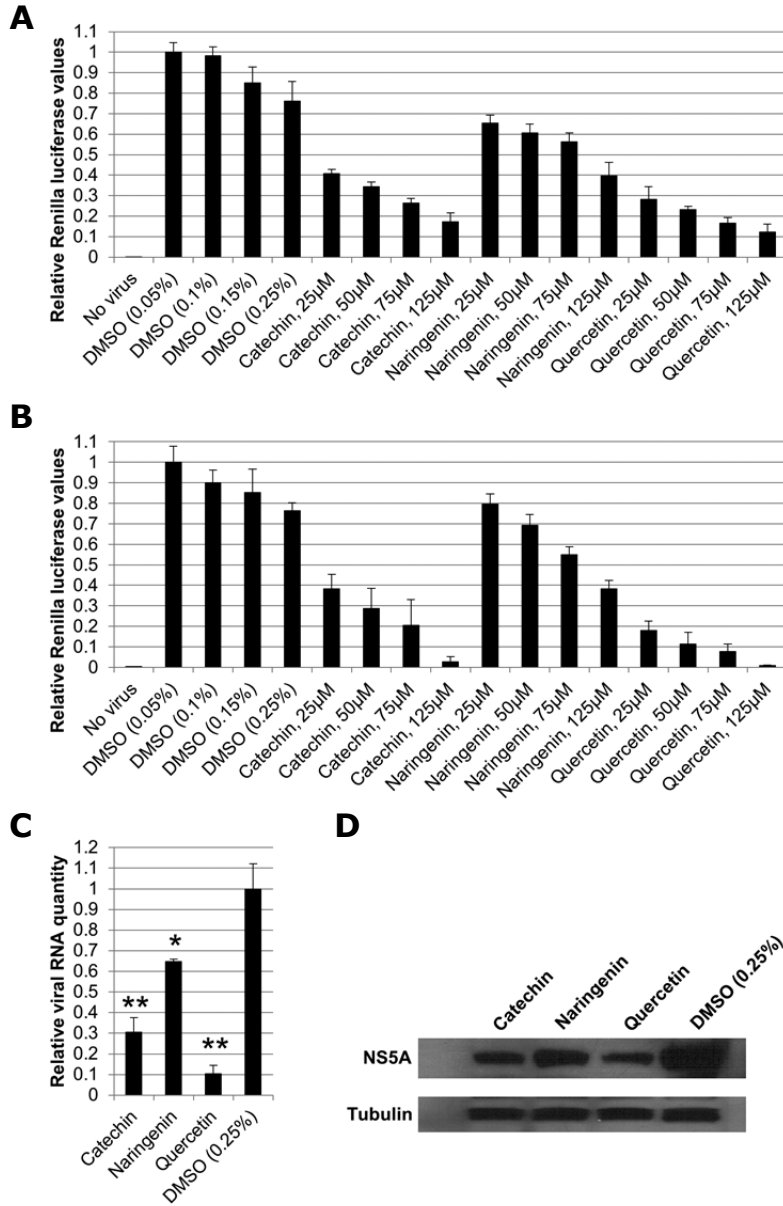 A
Relative Renilla luciferase values
1.1
1
0.9
0.8
0.7
0.6
0.5
0.4
0.3
0.2
0.1
0
No virus
DMSO (0.05%)
DMSO (0.1%)
DMSO (0.15%)
DMSO (0.25%)
Catechin, 25µM
Catechin, 50µM
Catechin, 75µM
Catechin, 125µM
Naringenin, 25µM
Naringenin, 50µM
Naringenin, 75µM
Naringenin, 125µM
Quercetin, 25µM
Quercetin, 50µM
Quercetin, 75µM
Quercetin, 125µM
B
Relative Renilla luciferase values
1.1
1
0.9
0.8
0.7
0.6
0.5
0.4
0.3
0.2
0.1
0
No virus
DMSO (0.05%)
DMSO (0.1%)
DMSO (0.15%)
DMSO (0.25%)
Catechin, 25µM
Catechin, 50µM
Catechin, 75µM
Catechin, 125µM
Naringenin, 25µM
Naringenin, 50µM
Naringenin, 75µM
Naringenin, 125µM
Quercetin, 25µM
Quercetin, 50µM
Quercetin, 75µM
Quercetin, 125µM
C
Relative viral RNA quantity
1.2
1.1
1
0.9
0.8
0.7
0.6
0.5
0.4
0.3
0.2
0.1
0
**
*
**
Catechin
Naringenin
Quercetin
DMSO (0.25%)
D
Catechin
Naringenin
Quercetin
DMSO (0.25%)
NS5A
Tubulin